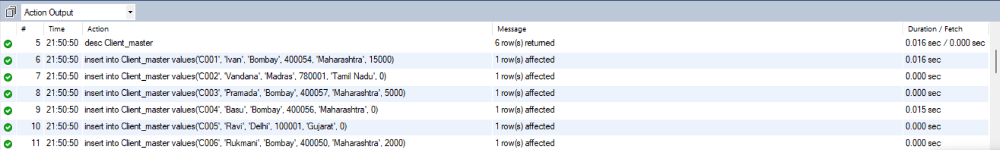 Action Output
# Time Action Message Duration / Fetch
5 21:50:50 desc Client_master 6 row(s) returned 0.016 sec / 0.000 sec
6 21:50:50 insert into Client_master values('C001', 'Ivan', 'Bombay', 400054, 'Maharashtra', 15000) 1 row(s) affected 0.016 sec
7 21:50:50 insert into Client_master values('C002', 'Vandana', 'Madras', 780001, 'Tamil Nadu', 0) 1 row(s) affected 0.000 sec
8 21:50:50 insert into Client_master values('C003', 'Pramada', 'Bombay', 400057, 'Maharashtra', 5000) 1 row(s) affected 0.000 sec
9 21:50:50 insert into Client_master values('C004', 'Basu', 'Bombay', 400056, 'Maharashtra', 0) 1 row(s) affected 0.015 sec
10 21:50:50 insert into Client_master values('C005', 'Ravi', 'Delhi', 100001, 'Gujarat', 0) 1 row(s) affected 0.000 sec
11 21:50:50 insert into Client_master values('C006', 'Rukmani', 'Bombay', 400050, 'Maharashtra', 2000) 1 row(s) affected 0.000 sec